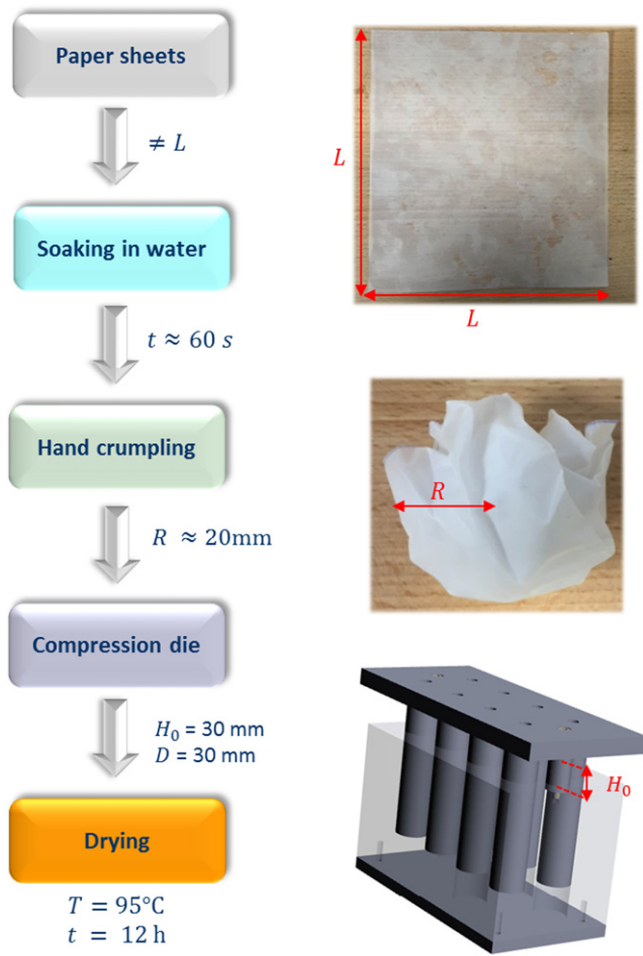 Paper sheets
≠ L
Soaking in water
t ≈ 60 s
Hand crumpling
R ≈ 20mm
Compression die
H₀ = 30 mm
D = 30 mm
Drying
T = 95°C
t = 12 h
L
L
R
H₀